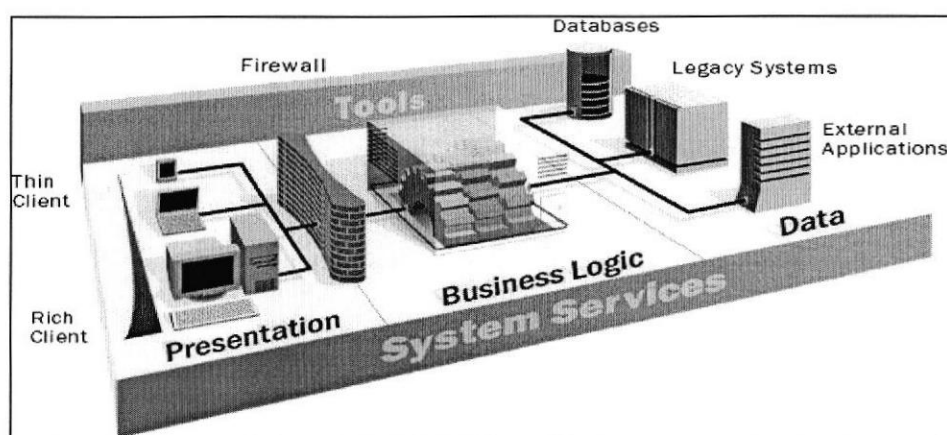 Databases
Firewall
Legacy Systems
Tools
External
Applications
Thin
Client
Data
Business Logic
Rich
Client
Presentation
System Services